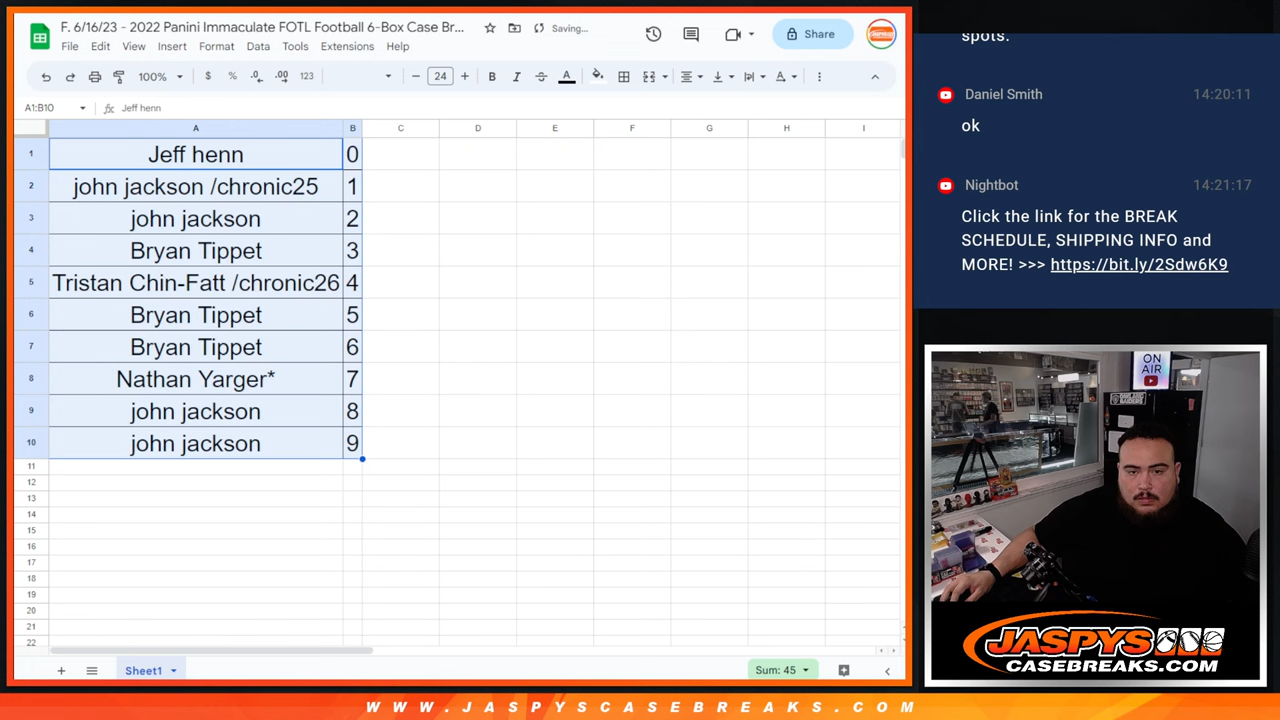 F. 6/16/23 - 2022 Panini Immaculate FOTL Football 6-Box Case Br...
Saving...
Share
File Edit View Insert Format Data Tools Extensions Help
100% $ % .0 .00 123 24 B I A
A1:B10 fx Jeff henn
A B C D E F G H I
1 Jeff henn 0
2 john jackson /chronic25 1
3 john jackson 2
4 Bryan Tippet 3
5 Tristan Chin-Fatt /chronic26 4
6 Bryan Tippet 5
7 Bryan Tippet 6
8 Nathan Yarger* 7
9 john jackson 8
10 john jackson 9
11
12
13
14
15
16
17
18
19
20
21
22
Sheet1
Sum: 45
spots.
Daniel Smith 14:20:11
ok
Nightbot 14:21:17
Click the link for the BREAK
SCHEDULE, SHIPPING INFO and
MORE! >>> https://bit.ly/2Sdw6K9
ON
AIR
JASPYS
CASEBREAKS.COM
WWW.JASPYSCASEBREAKS.COM